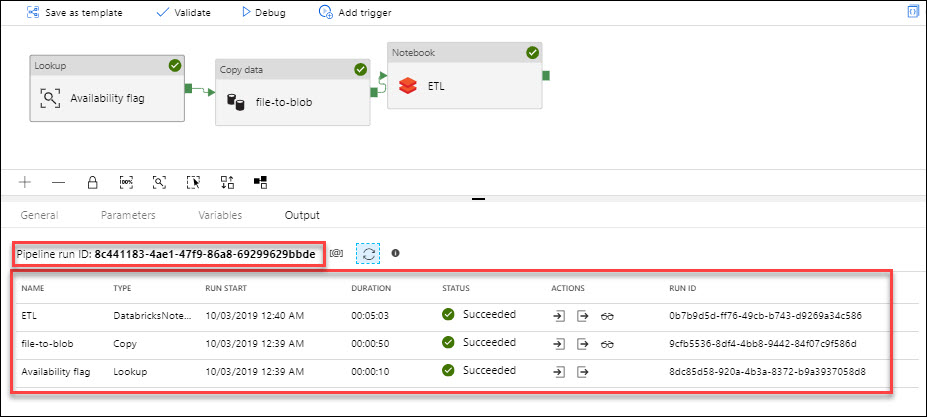 Save as template Validate Debug Add trigger
Notebook
Lookup
Copy data
ETL
Availability flag
file-to-blob
100%
General Parameters Variables Output
Pipeline run ID: 8c441183-4ae1-47f9-86a8-69299629bbde [@]
NAME TYPE RUN START DURATION STATUS ACTIONS RUN ID
ETL DatabricksNote... 10/03/2019 12:40 AM 00:05:03 Succeeded 0b7b9d5d-ff76-49cb-b743-d9269a34c586
file-to-blob Copy 10/03/2019 12:39 AM 00:00:50 Succeeded 9cfb5536-8df4-4bb8-9442-84f07c9f586d
Availability flag Lookup 10/03/2019 12:39 AM 00:00:10 Succeeded 8dc85d58-920a-4b3a-8372-b9a3937058d8